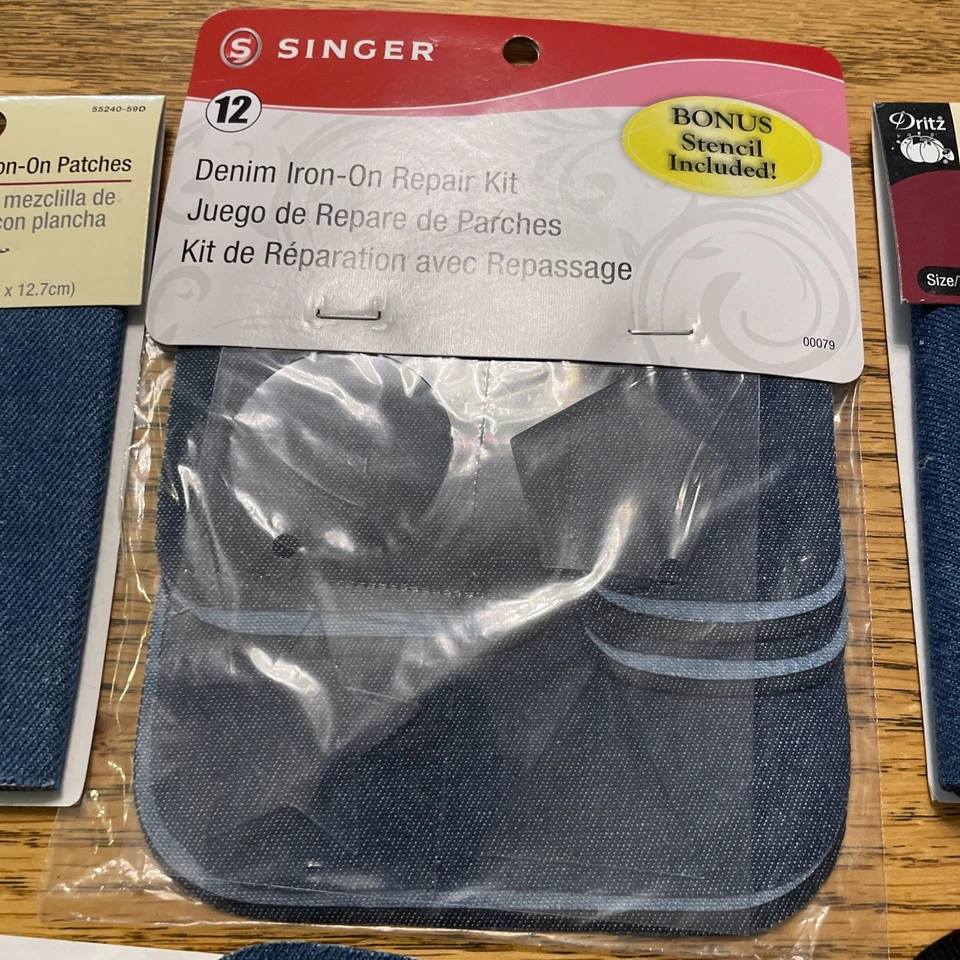 55240-59D
on-On Patches
mezclilla de
con plancha
x 12.7cm)
S SINGER
12
BONUS
Stencil
Included!
Denim Iron-On Repair Kit
Juego de Repare de Parches
Kit de Réparation avec Repassage
00079
Dritz
Size/